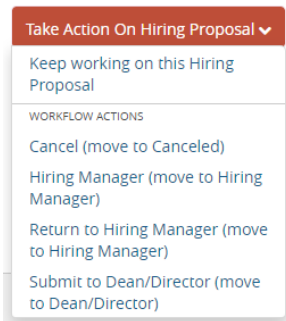 Take Action On Hiring Proposal
Keep working on this Hiring
Proposal
WORKFLOW ACTIONS
Cancel (move to Canceled)
Hiring Manager (move to Hiring
Manager)
Return to Hiring Manager (move
to Hiring Manager)
Submit to Dean/Director (move
to Dean/Director)